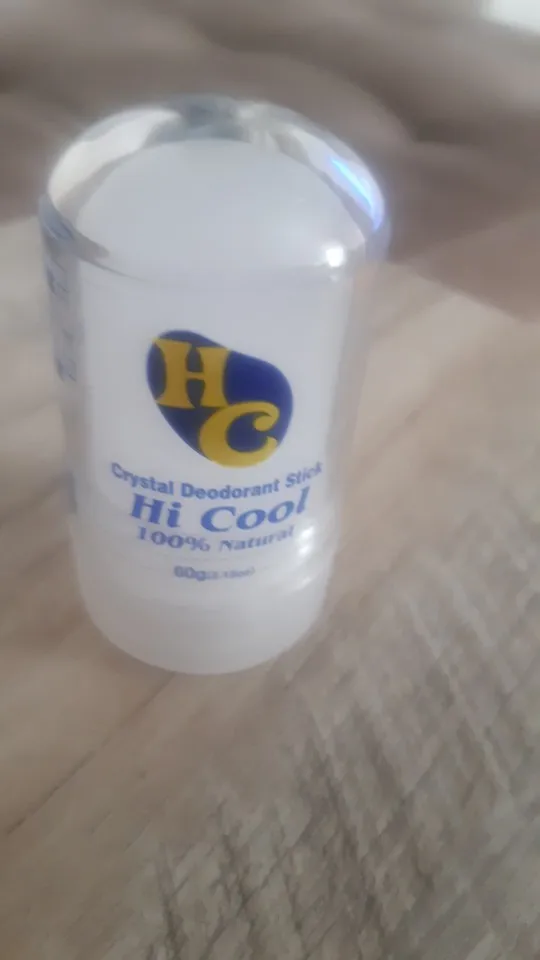 HC
Crystal Deodorant Stick
Hi Cool
100% Natural
60g